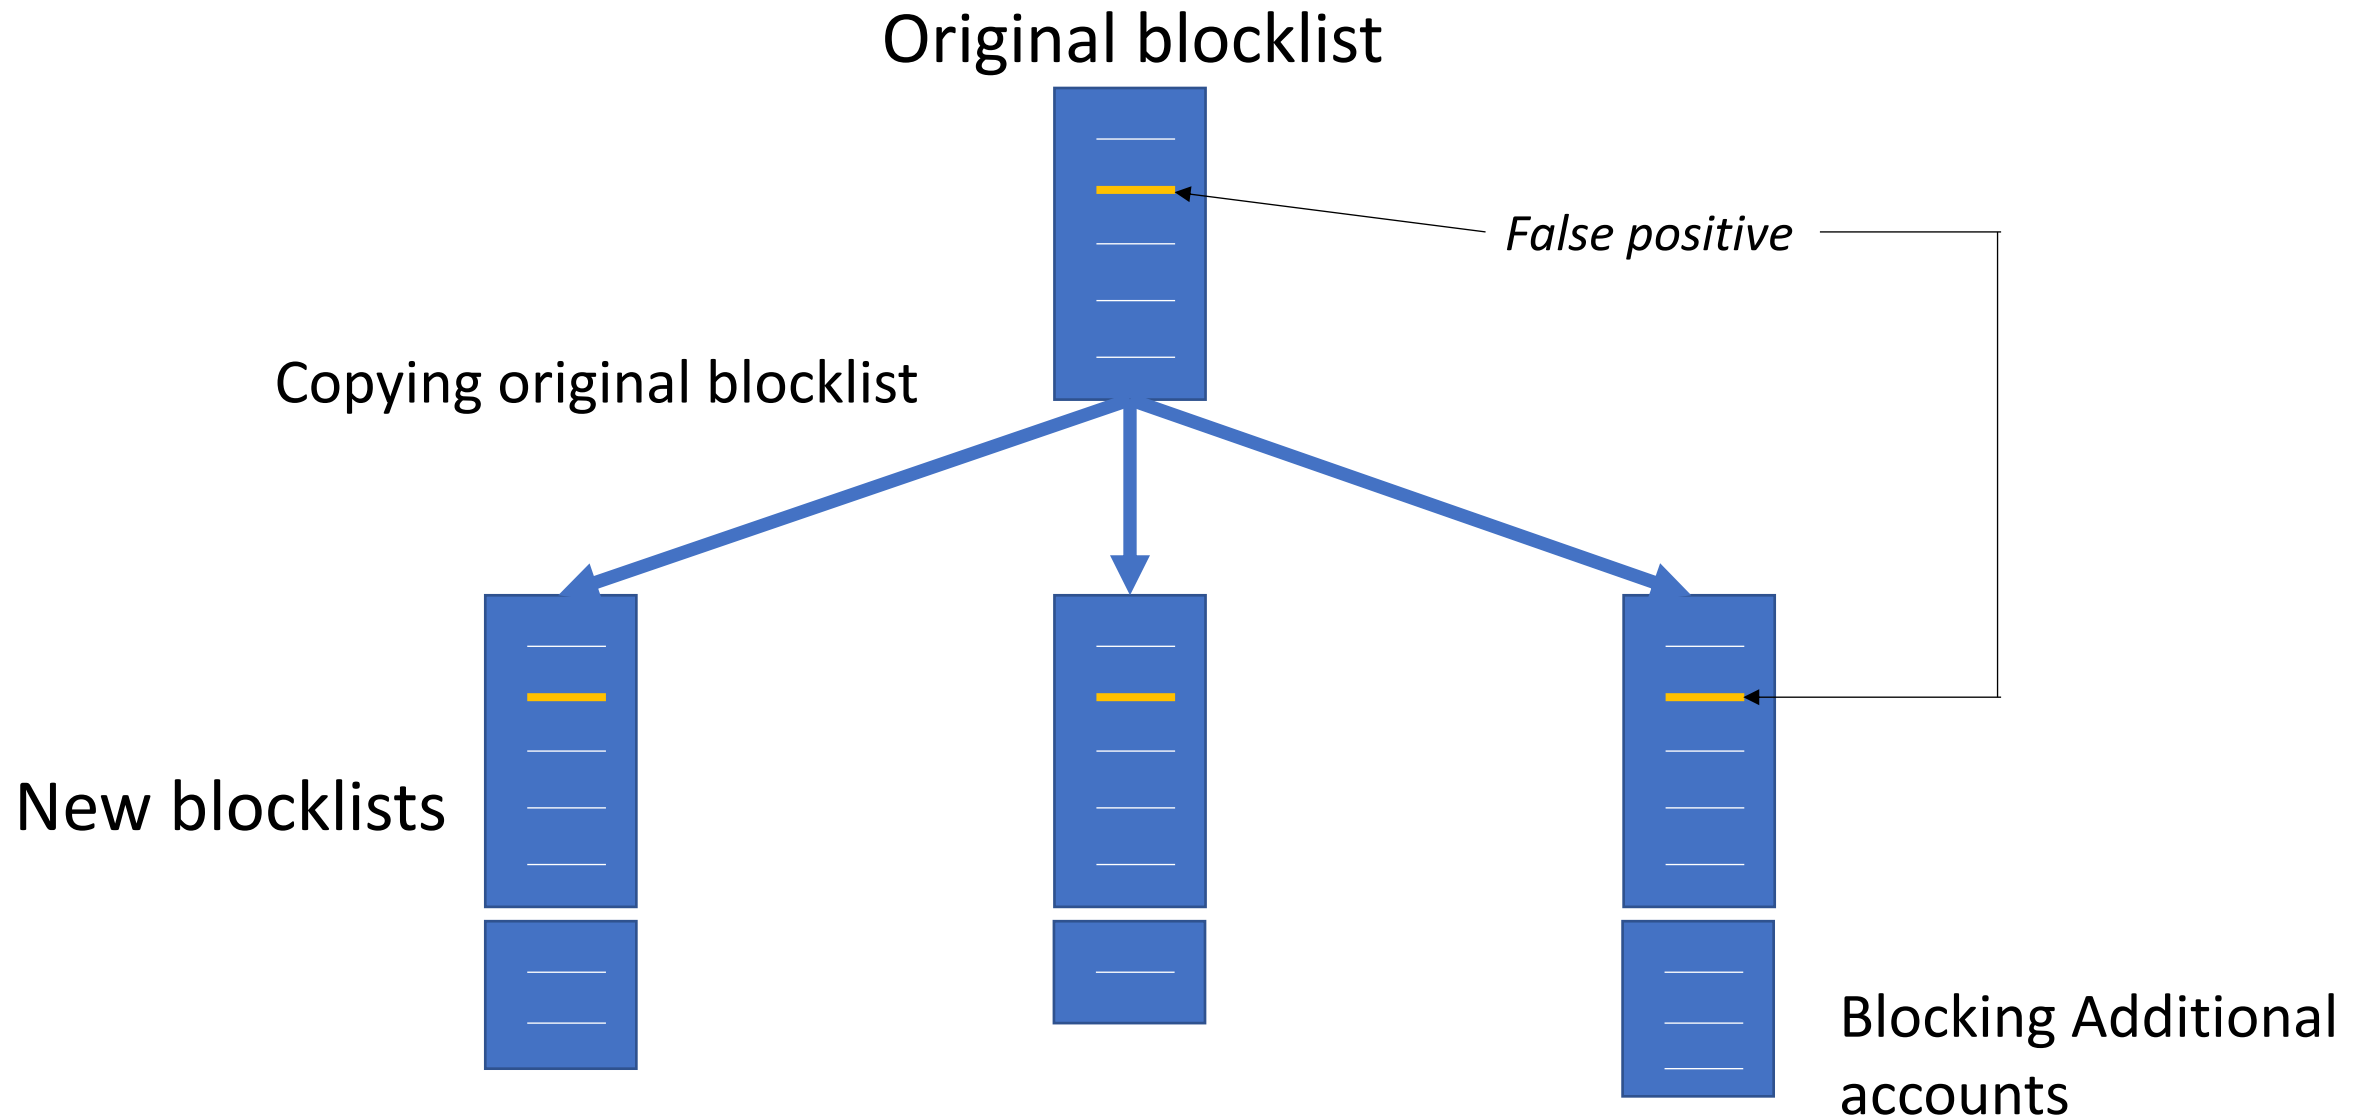 Original blocklist
False positive
Copying original blocklist
New blocklists
Blocking Additional
accounts